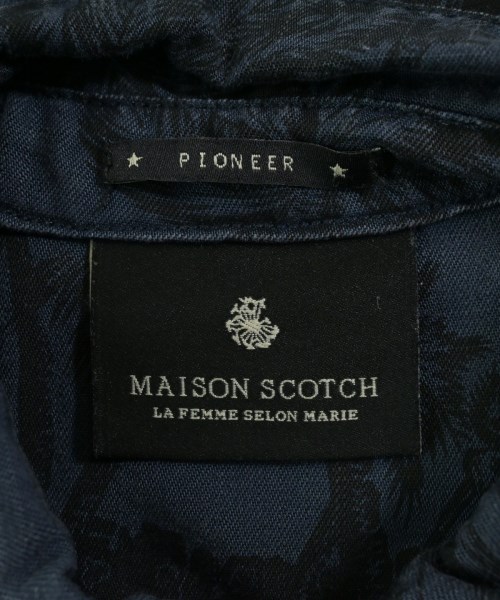 ★ PIONEER ★
MAISON SCOTCH
LA FEMME SELON MARIE